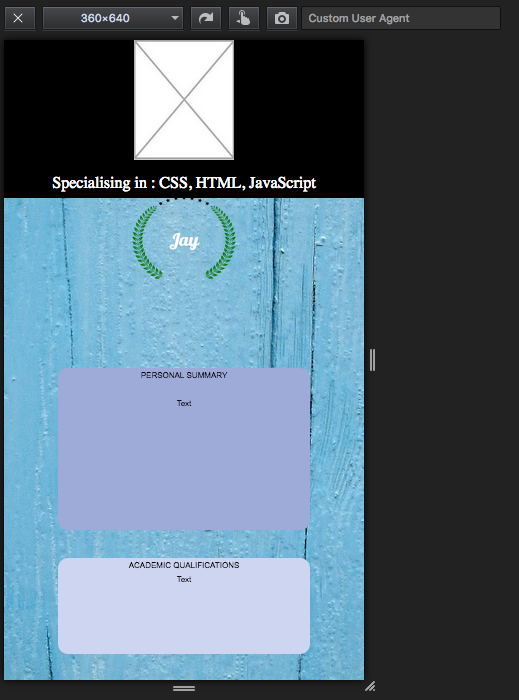 360×640
Custom User Agent
Specialising in : CSS, HTML, JavaScript
Jay
PERSONAL SUMMARY
Text
ACADEMIC QUALIFICATIONS
Text